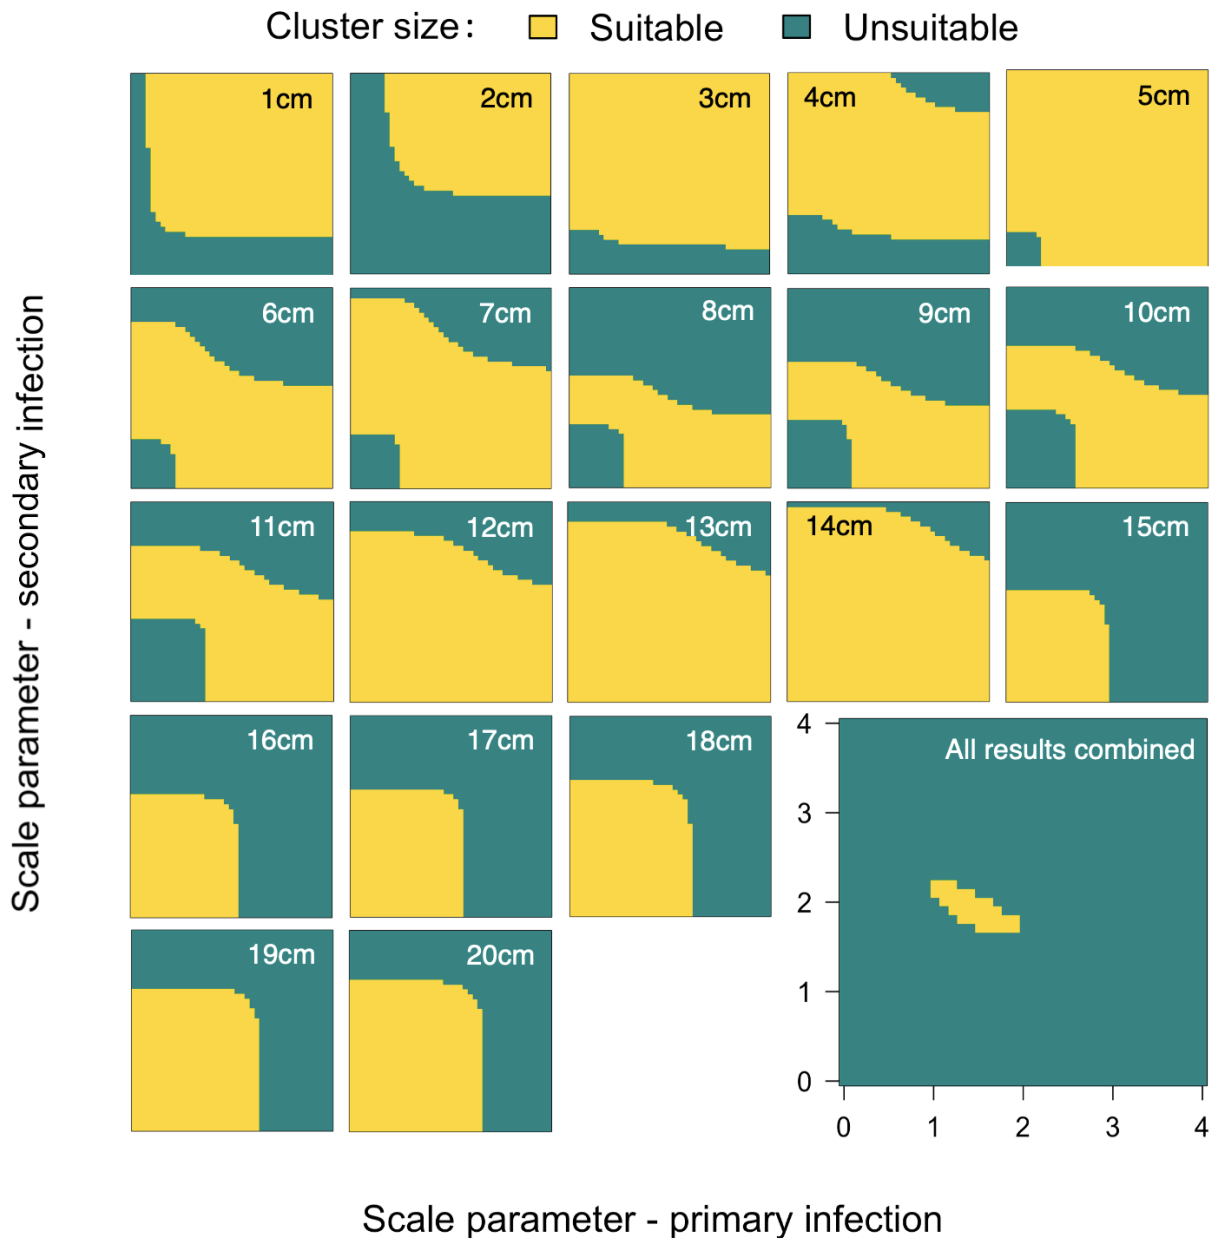 Cluster size: Suitable Unsuitable
1cm 2cm 3cm 4cm 5cm
Scale parameter - secondary infection
6cm 7cm 8cm 9cm 10cm
11cm 12cm 13cm 14cm 15cm
16cm 17cm 18cm
All results combined
4
3
2
1
0
0 1 2 3 4
19cm 20cm
Scale parameter - primary infection